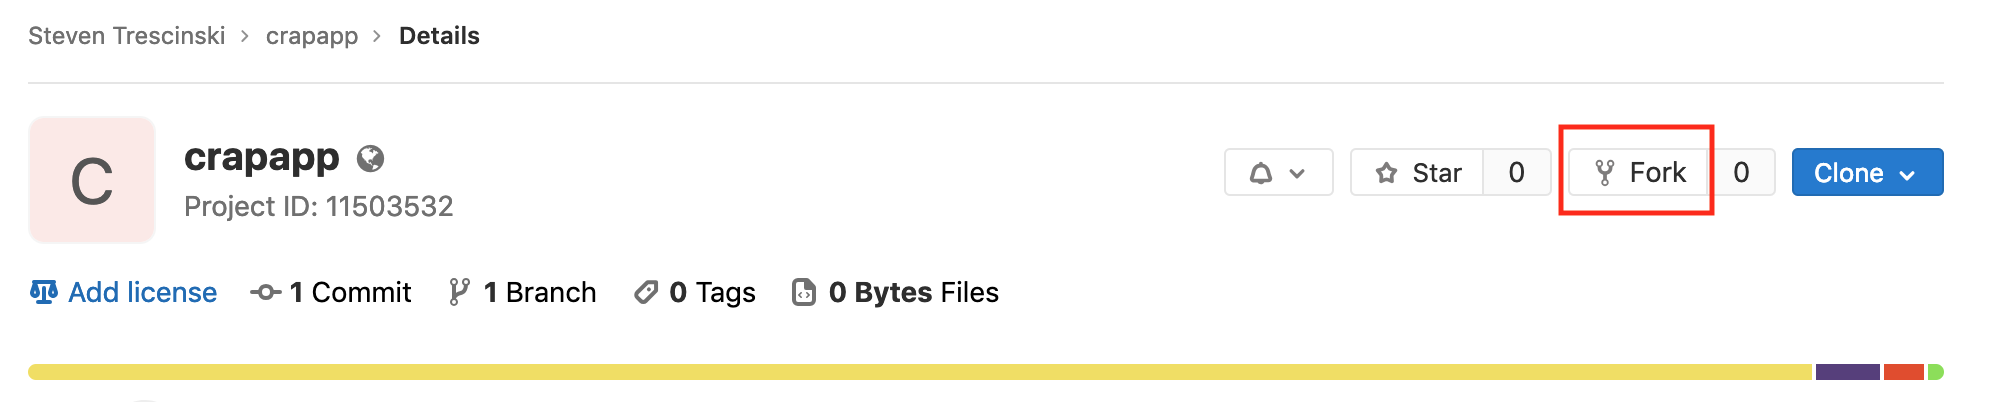 Steven Trescinski > crapapp > Details
C
crapapp
Project ID: 11503532
Star 0 Fork 0 Clone
Add license 1 Commit 1 Branch 0 Tags 0 Bytes Files